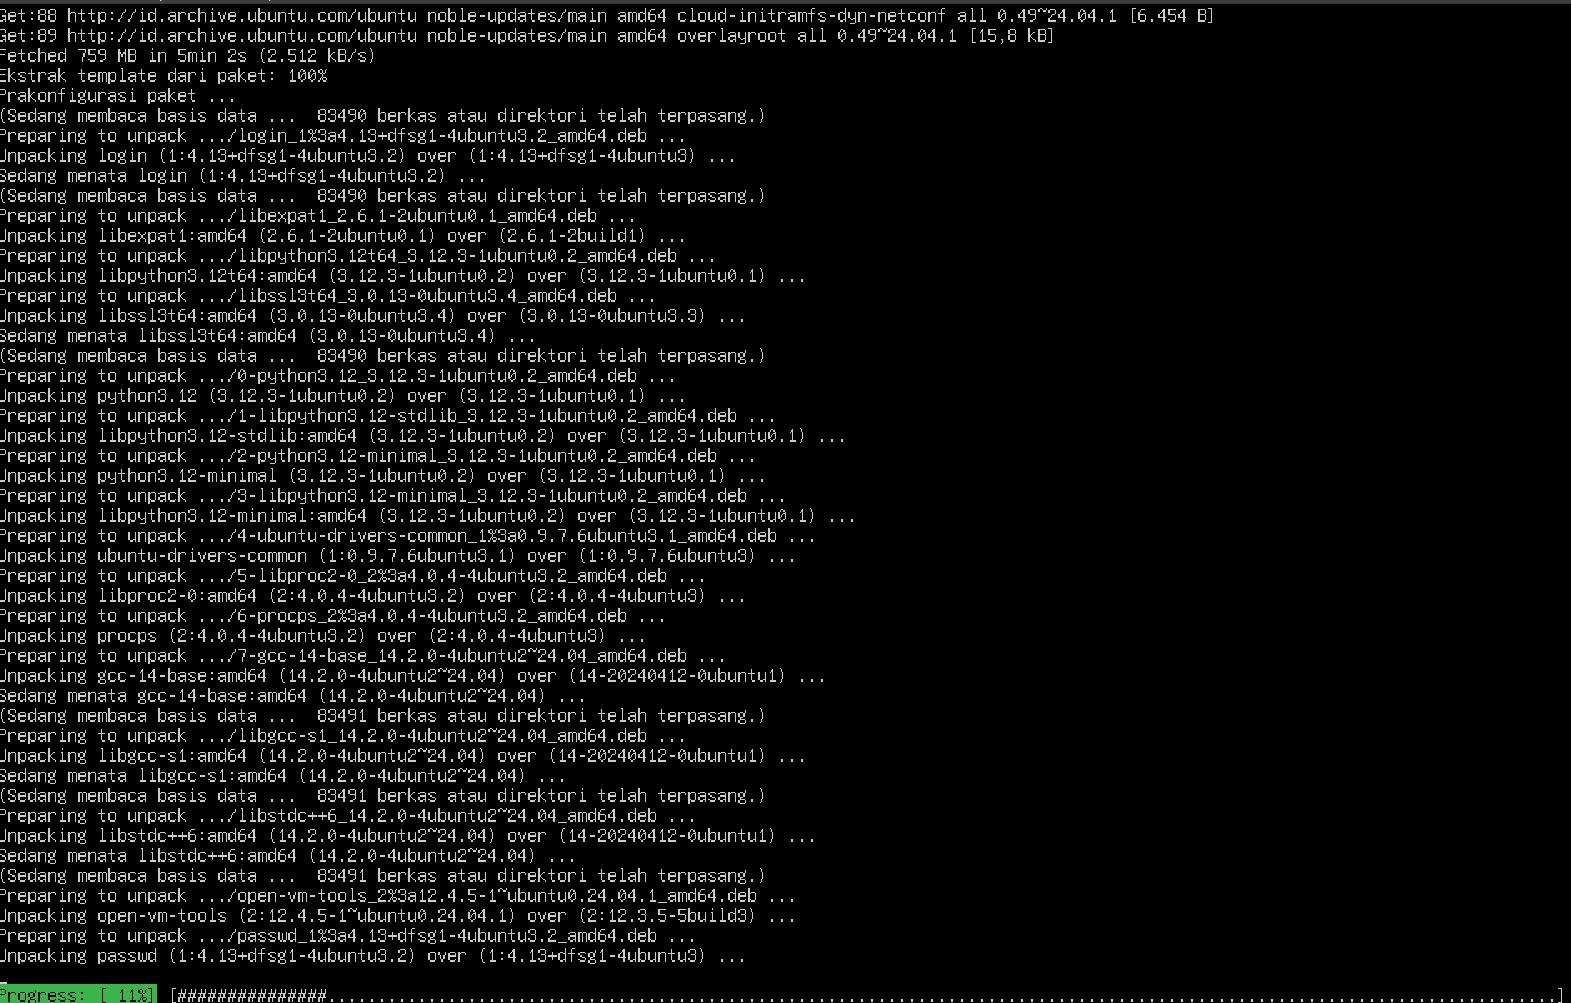 Get:88 http://id.archive.ubuntu.com/ubuntu noble-updates/main amd64 cloud-initramfs-dyn-netconf all 0.49~24.04.1 [6.454 B]
Get:89 http://id.archive.ubuntu.com/ubuntu noble-updates/main amd64 overlayroot all 0.49~24.04.1 [15,8 kB]
Fetched 759 MB in 5min 2s (2.512 kB/s)
Ekstrak template dari paket: 100%
Prakonfigurasi paket ...
(Sedang membaca basis data ...  83490 berkas atau direktori telah terpasang.)
Preparing to unpack .../login_1%3a4.13+dfsg1-4ubuntu3.2_amd64.deb ...
Unpacking login (1:4.13+dfsg1-4ubuntu3.2) over (1:4.13+dfsg1-4ubuntu3) ...
Sedang menata login (1:4.13+dfsg1-4ubuntu3.2) ...
(Sedang membaca basis data ...  83490 berkas atau direktori telah terpasang.)
Preparing to unpack .../libexpat1_2.6.1-2ubuntu0.1_amd64.deb ...
Unpacking libexpat1:amd64 (2.6.1-2ubuntu0.1) over (2.6.1-2build1) ...
Preparing to unpack .../libpython3.12t64_3.12.3-1ubuntu0.2_amd64.deb ...
Unpacking libpython3.12t64:amd64 (3.12.3-1ubuntu0.2) over (3.12.3-1ubuntu0.1) ...
Preparing to unpack .../libssl3t64_3.0.13-0ubuntu3.4_amd64.deb ...
Unpacking libssl3t64:amd64 (3.0.13-0ubuntu3.4) over (3.0.13-0ubuntu3.3) ...
Sedang menata libssl3t64:amd64 (3.0.13-0ubuntu3.4) ...
(Sedang membaca basis data ...  83490 berkas atau direktori telah terpasang.)
Preparing to unpack .../0-python3.12_3.12.3-1ubuntu0.2_amd64.deb ...
Unpacking python3.12 (3.12.3-1ubuntu0.2) over (3.12.3-1ubuntu0.1) ...
Preparing to unpack .../1-libpython3.12-stdlib_3.12.3-1ubuntu0.2_amd64.deb ...
Unpacking libpython3.12-stdlib:amd64 (3.12.3-1ubuntu0.2) over (3.12.3-1ubuntu0.1) ...
Preparing to unpack .../2-python3.12-minimal_3.12.3-1ubuntu0.2_amd64.deb ...
Unpacking python3.12-minimal (3.12.3-1ubuntu0.2) over (3.12.3-1ubuntu0.1) ...
Preparing to unpack .../3-libpython3.12-minimal_3.12.3-1ubuntu0.2_amd64.deb ...
Unpacking libpython3.12-minimal:amd64 (3.12.3-1ubuntu0.2) over (3.12.3-1ubuntu0.1) ...
Preparing to unpack .../4-ubuntu-drivers-common_1%3a0.9.7.6ubuntu3.1_amd64.deb ...
Unpacking ubuntu-drivers-common (1:0.9.7.6ubuntu3.1) over (1:0.9.7.6ubuntu3) ...
Preparing to unpack .../5-libproc2-0_2%3a4.0.4-4ubuntu3.2_amd64.deb ...
Unpacking libproc2-0:amd64 (2:4.0.4-4ubuntu3.2) over (2:4.0.4-4ubuntu3) ...
Preparing to unpack .../6-procps_2%3a4.0.4-4ubuntu3.2_amd64.deb ...
Unpacking procps (2:4.0.4-4ubuntu3.2) over (2:4.0.4-4ubuntu3) ...
Preparing to unpack .../7-gcc-14-base_14.2.0-4ubuntu2~24.04_amd64.deb ...
Unpacking gcc-14-base:amd64 (14.2.0-4ubuntu2~24.04) over (14-20240412-0ubuntu1) ...
Sedang menata gcc-14-base:amd64 (14.2.0-4ubuntu2~24.04) ...
(Sedang membaca basis data ...  83491 berkas atau direktori telah terpasang.)
Preparing to unpack .../libgcc-s1_14.2.0-4ubuntu2~24.04_amd64.deb ...
Unpacking libgcc-s1:amd64 (14.2.0-4ubuntu2~24.04) over (14-20240412-0ubuntu1) ...
Sedang menata libgcc-s1:amd64 (14.2.0-4ubuntu2~24.04) ...
(Sedang membaca basis data ...  83491 berkas atau direktori telah terpasang.)
Preparing to unpack .../libstdc++6_14.2.0-4ubuntu2~24.04_amd64.deb ...
Unpacking libstdc++6:amd64 (14.2.0-4ubuntu2~24.04) over (14-20240412-0ubuntu1) ...
Sedang menata libstdc++6:amd64 (14.2.0-4ubuntu2~24.04) ...
(Sedang membaca basis data ...  83491 berkas atau direktori telah terpasang.)
Preparing to unpack .../open-vm-tools_2%3a12.4.5-1~ubuntu0.24.04.1_amd64.deb ...
Unpacking open-vm-tools (2:12.4.5-1~ubuntu0.24.04.1) over (2:12.3.5-5build3) ...
Preparing to unpack .../passwd_1%3a4.13+dfsg1-4ubuntu3.2_amd64.deb ...
Unpacking passwd (1:4.13+dfsg1-4ubuntu3.2) over (1:4.13+dfsg1-4ubuntu3) ...
Progress: [ 11%] [###############...........................................................................................................................]